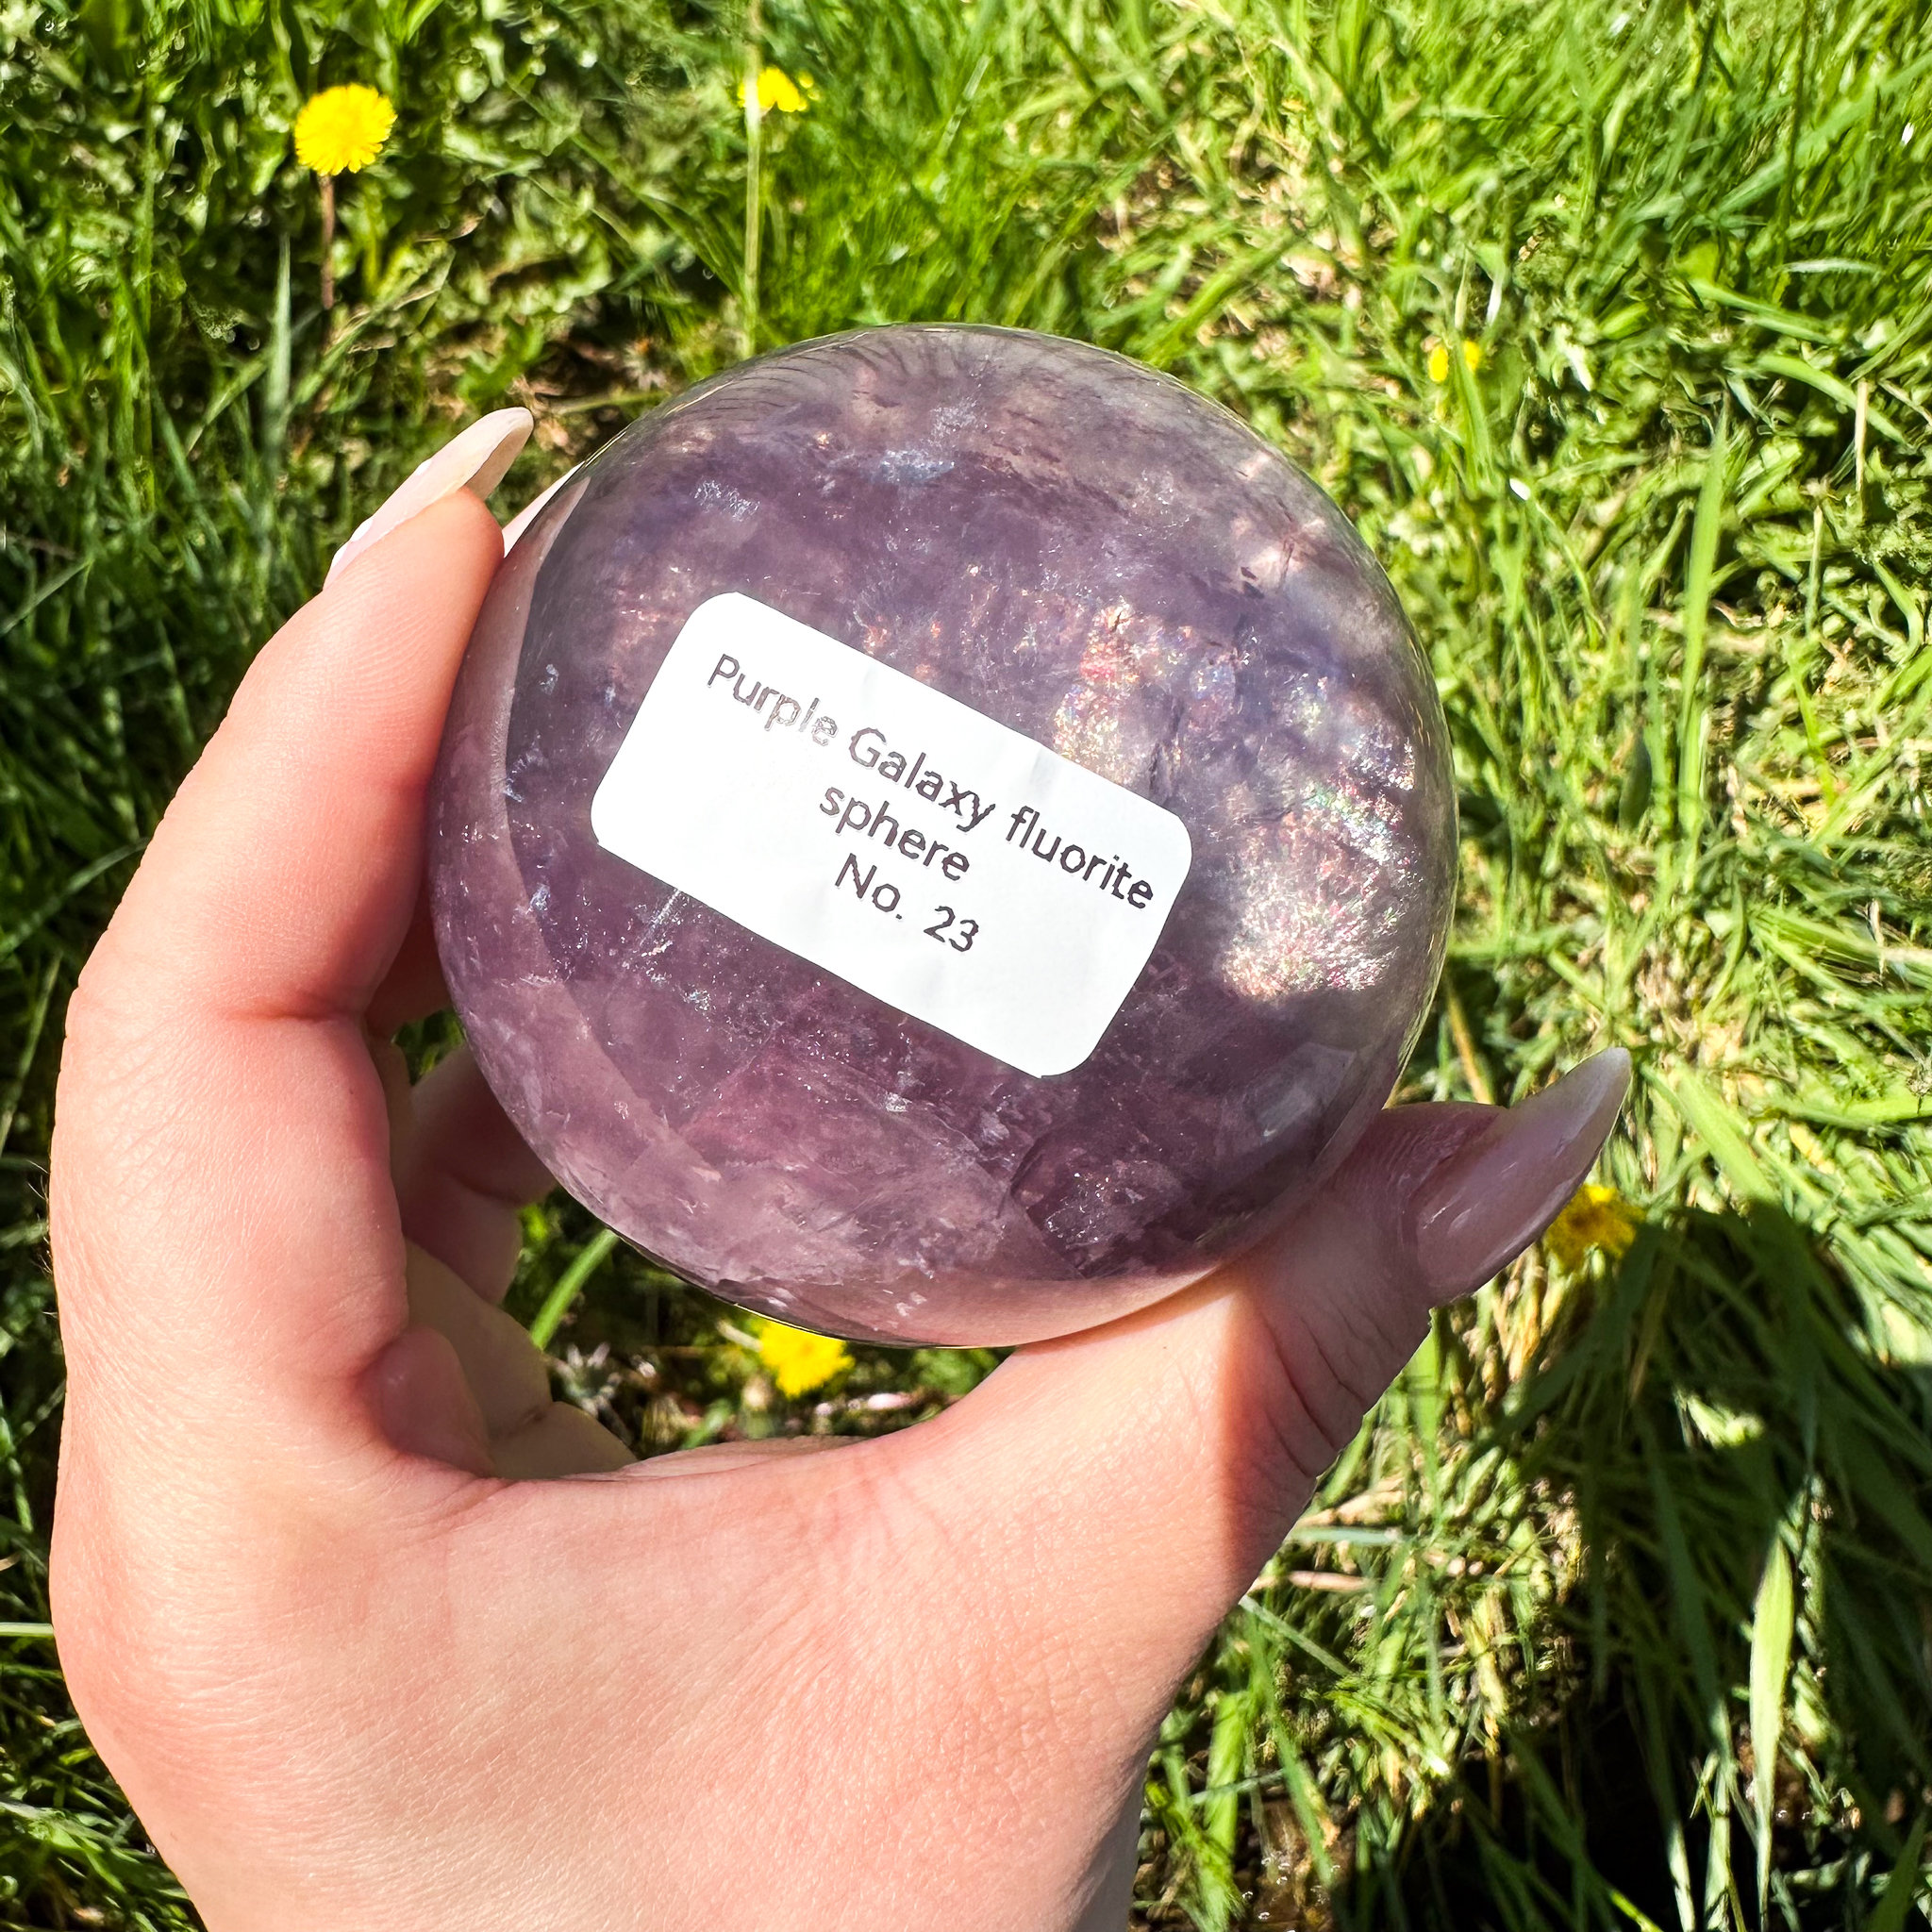 Purple Galaxy fluorite
sphere
No. 23